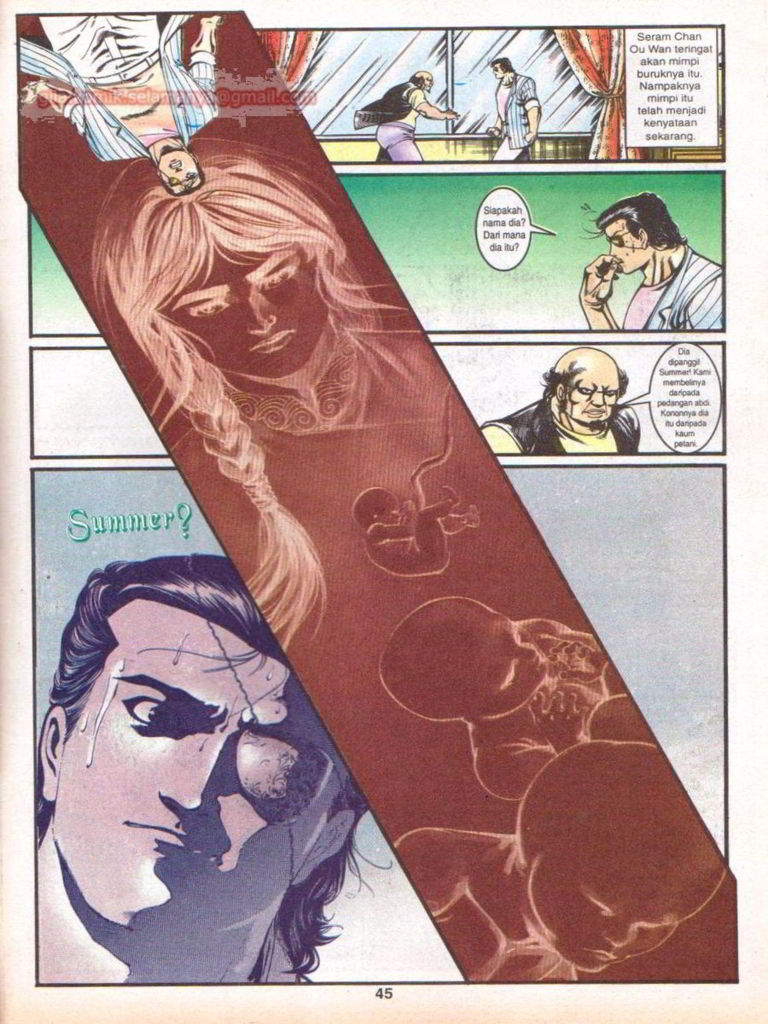 Seram Chan
Ou Wan teringat
akan mimpi
buruknya itu.
Nampaknya
mimpi itu
telah menjadi
kenyataan
sekarang.
Siapakah
nama dia?
Dari mana
dia itu?
Dia
dipanggil
Summer! Kami
membelinya
daripada
pedangan abdi.
Kononnya dia
itu daripada
kaum
petani.
Summer?
45